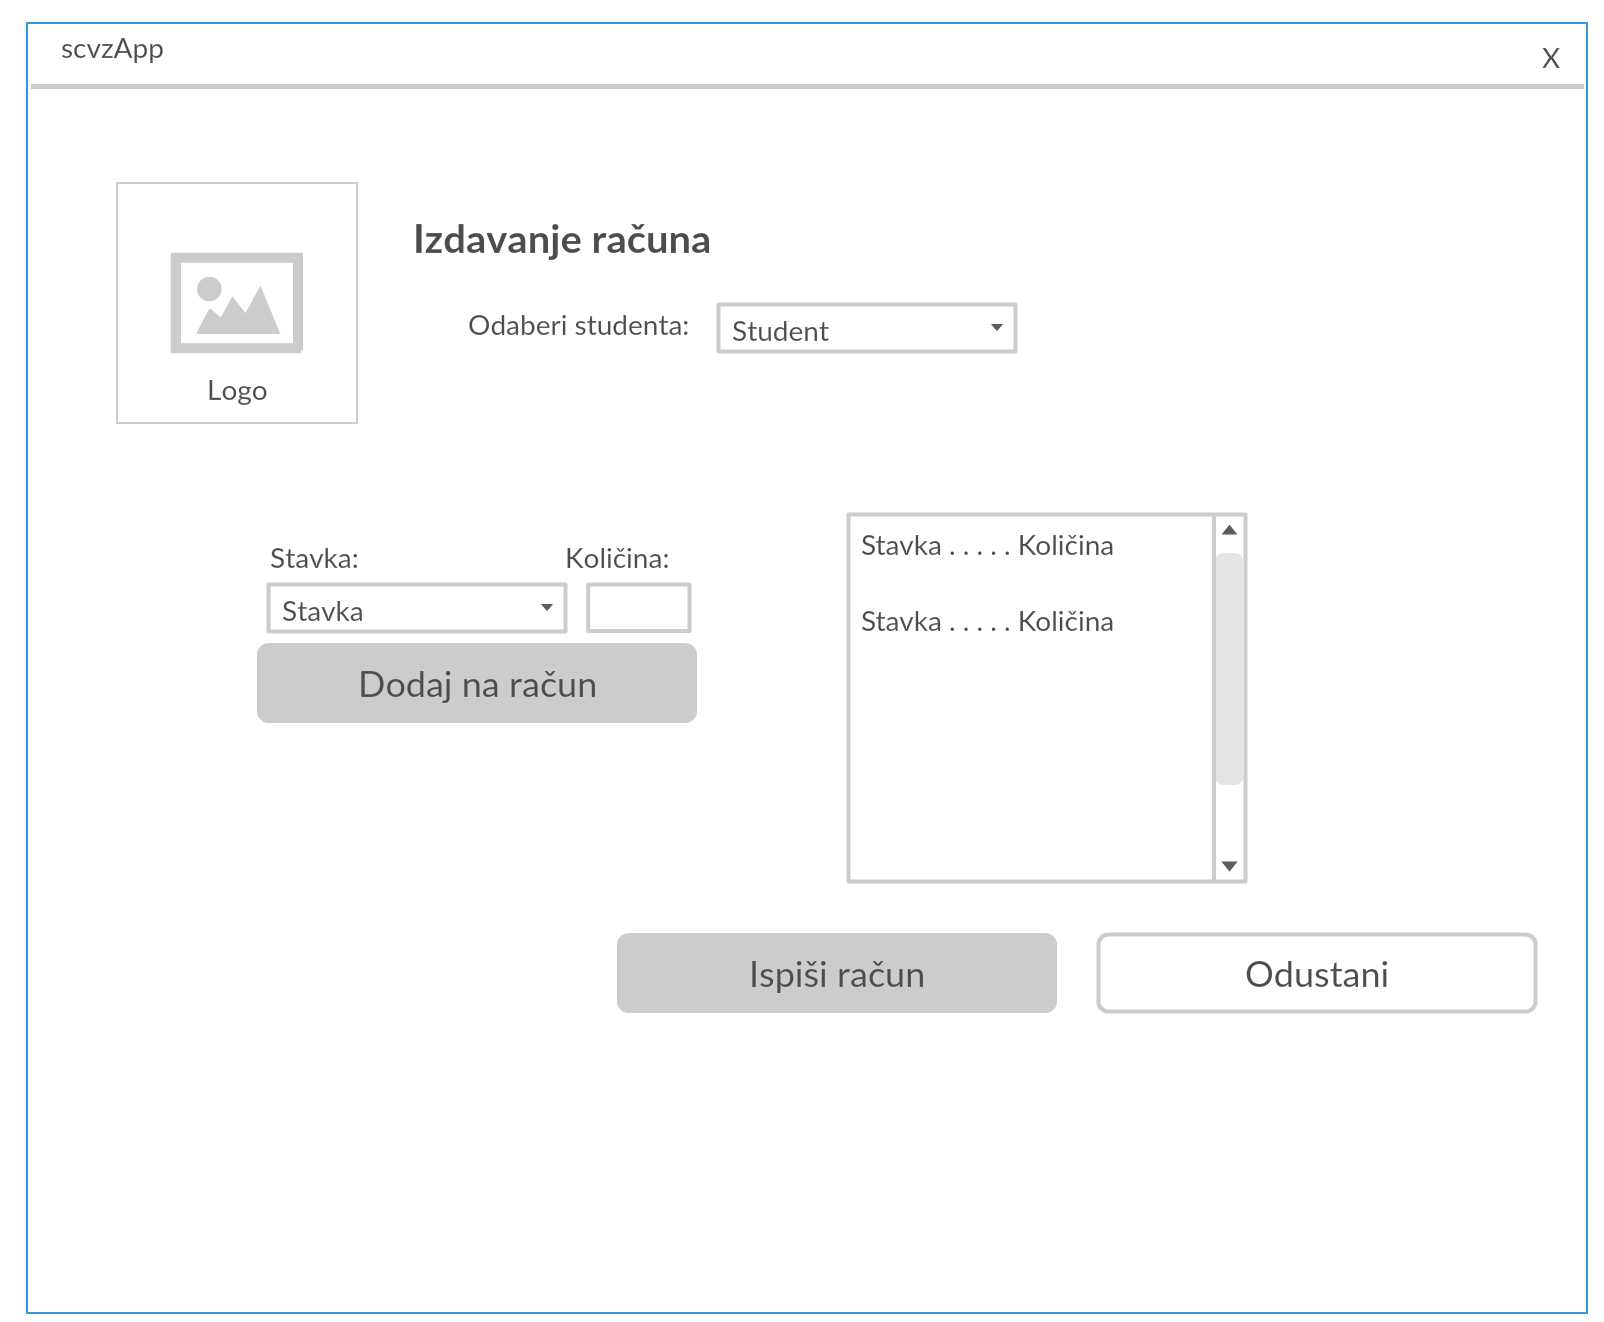 scvzApp
X
Izdavanje računa
Odaberi studenta:
Student
Logo
Stavka:
Količina:
Stavka
Dodaj na račun
Stavka . . . . . Količina
Stavka . . . . . Količina
Ispiši račun
Odustani